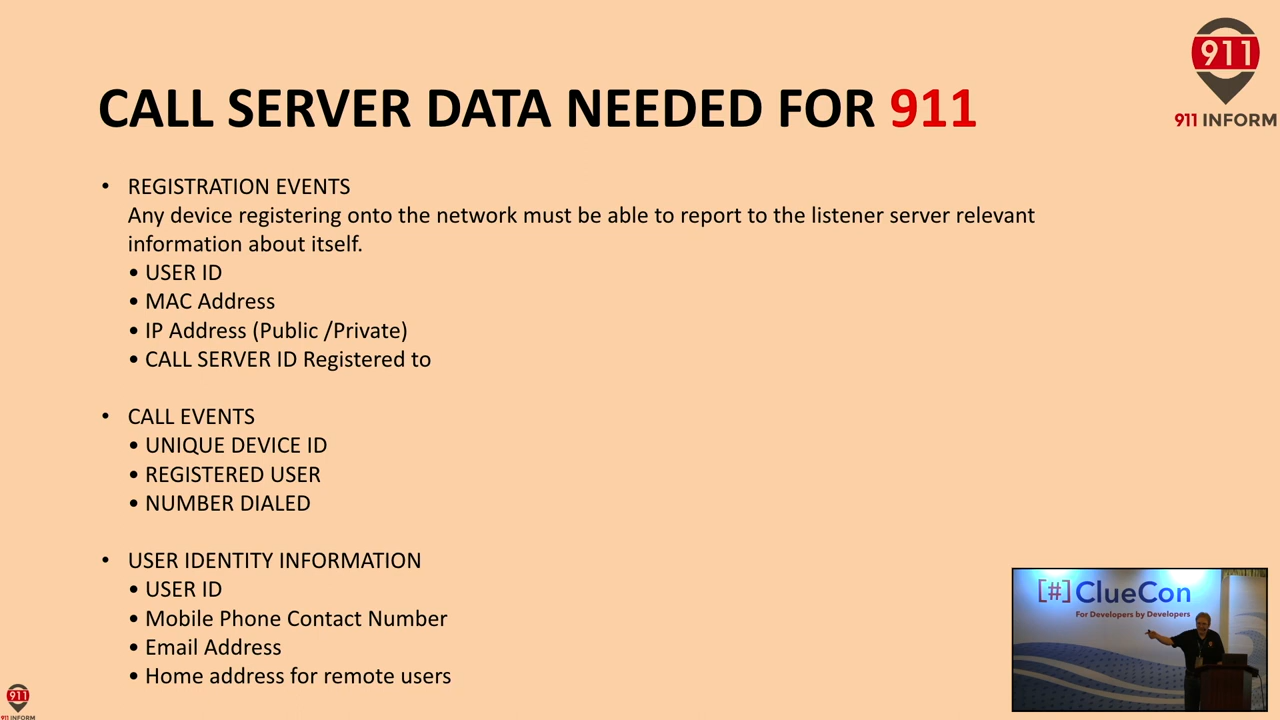 911
911 INFORM
CALL SERVER DATA NEEDED FOR 911
• REGISTRATION EVENTS
Any device registering onto the network must be able to report to the listener server relevant
information about itself.
• USER ID
• MAC Address
• IP Address (Public /Private)
• CALL SERVER ID Registered to
• CALL EVENTS
• UNIQUE DEVICE ID
• REGISTERED USER
• NUMBER DIALED
• USER IDENTITY INFORMATION
• USER ID
• Mobile Phone Contact Number
• Email Address
• Home address for remote users
[#]ClueCon
For Developers by Developers
911
911 INFORM